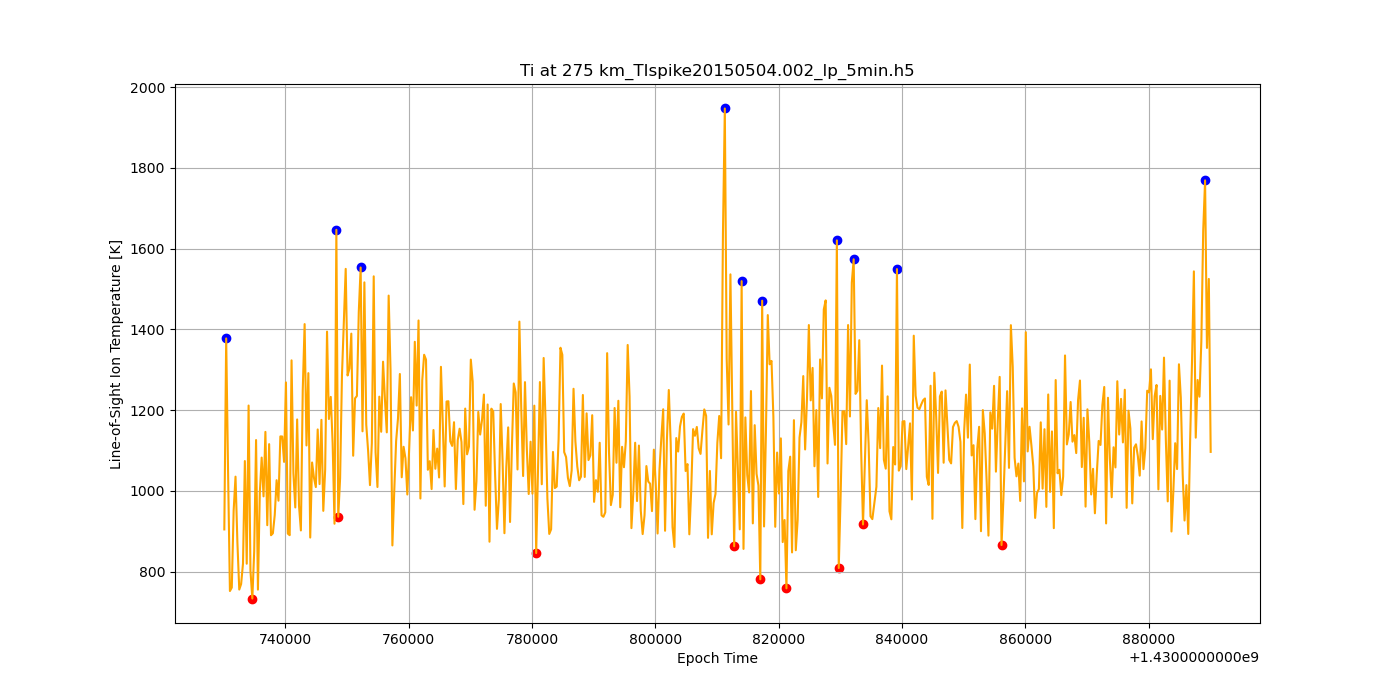 Ti at 275 km_TIspike20150504.002_lp_5min.h5
Line-of-Sight Ion Temperature [K]
2000
1800
1600
1400
1200
1000
800
740000 760000 780000 800000 820000 840000 860000 880000
Epoch Time
+1.4300000000e9